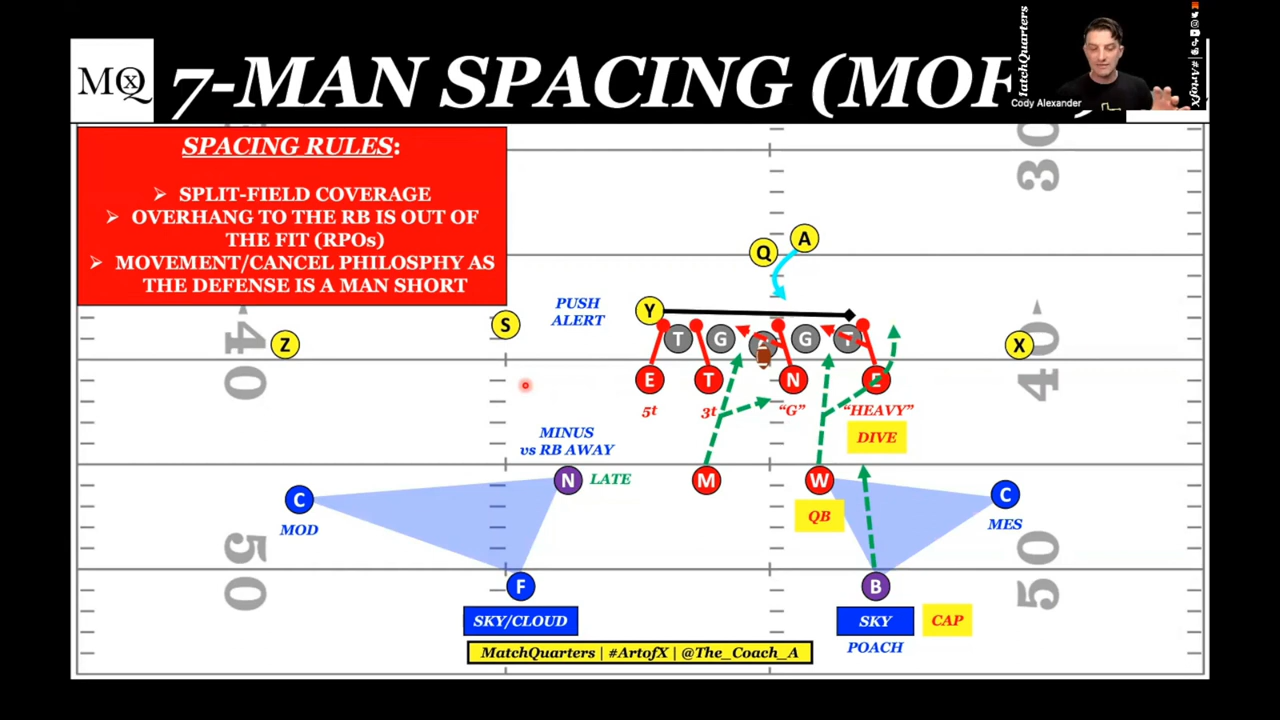 MQx
7-MAN SPACING (MOF
MatchQuarters
Cody Alexander
#ArtofX
SPACING RULES:
➢ SPLIT-FIELD COVERAGE
➢ OVERHANG TO THE RB IS OUT OF
THE FIT (RPOs)
➢ MOVEMENT/CANCEL PHILOSPHY AS
THE DEFENSE IS A MAN SHORT
30
Q A
PUSH
ALERT
Y
Z S T G G T X
40 40
E T N E
5t 3t "G" "HEAVY"
DIVE
MINUS
vs RB AWAY
N LATE M W
C C
MOD QB MES
50 50
F B
SKY/CLOUD SKY CAP
POACH
MatchQuarters | #ArtofX | @The_Coach_A